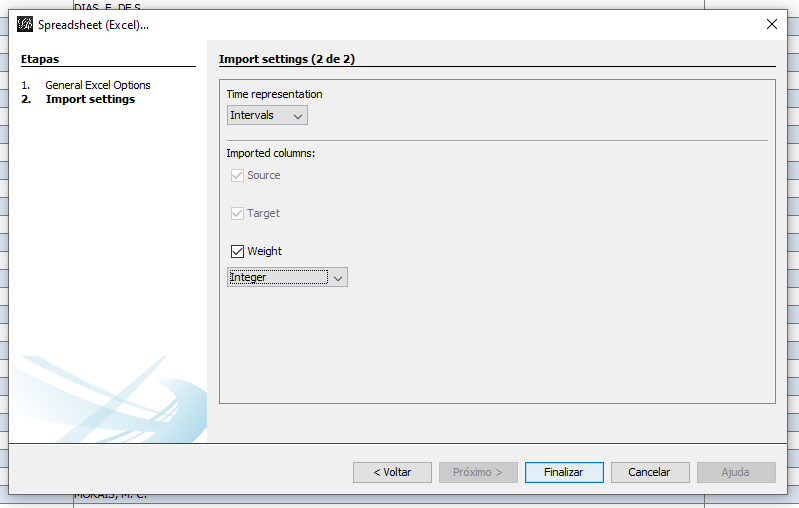 DIAS, E. DE S.
Spreadsheet (Excel)...
Etapas
1. General Excel Options
2. Import settings
Import settings (2 de 2)
Time representation
Intervals
Imported columns:
Source
Target
Weight
Integer
< Voltar
Próximo >
Finalizar
Cancelar
Ajuda
MORAIS, M. C.